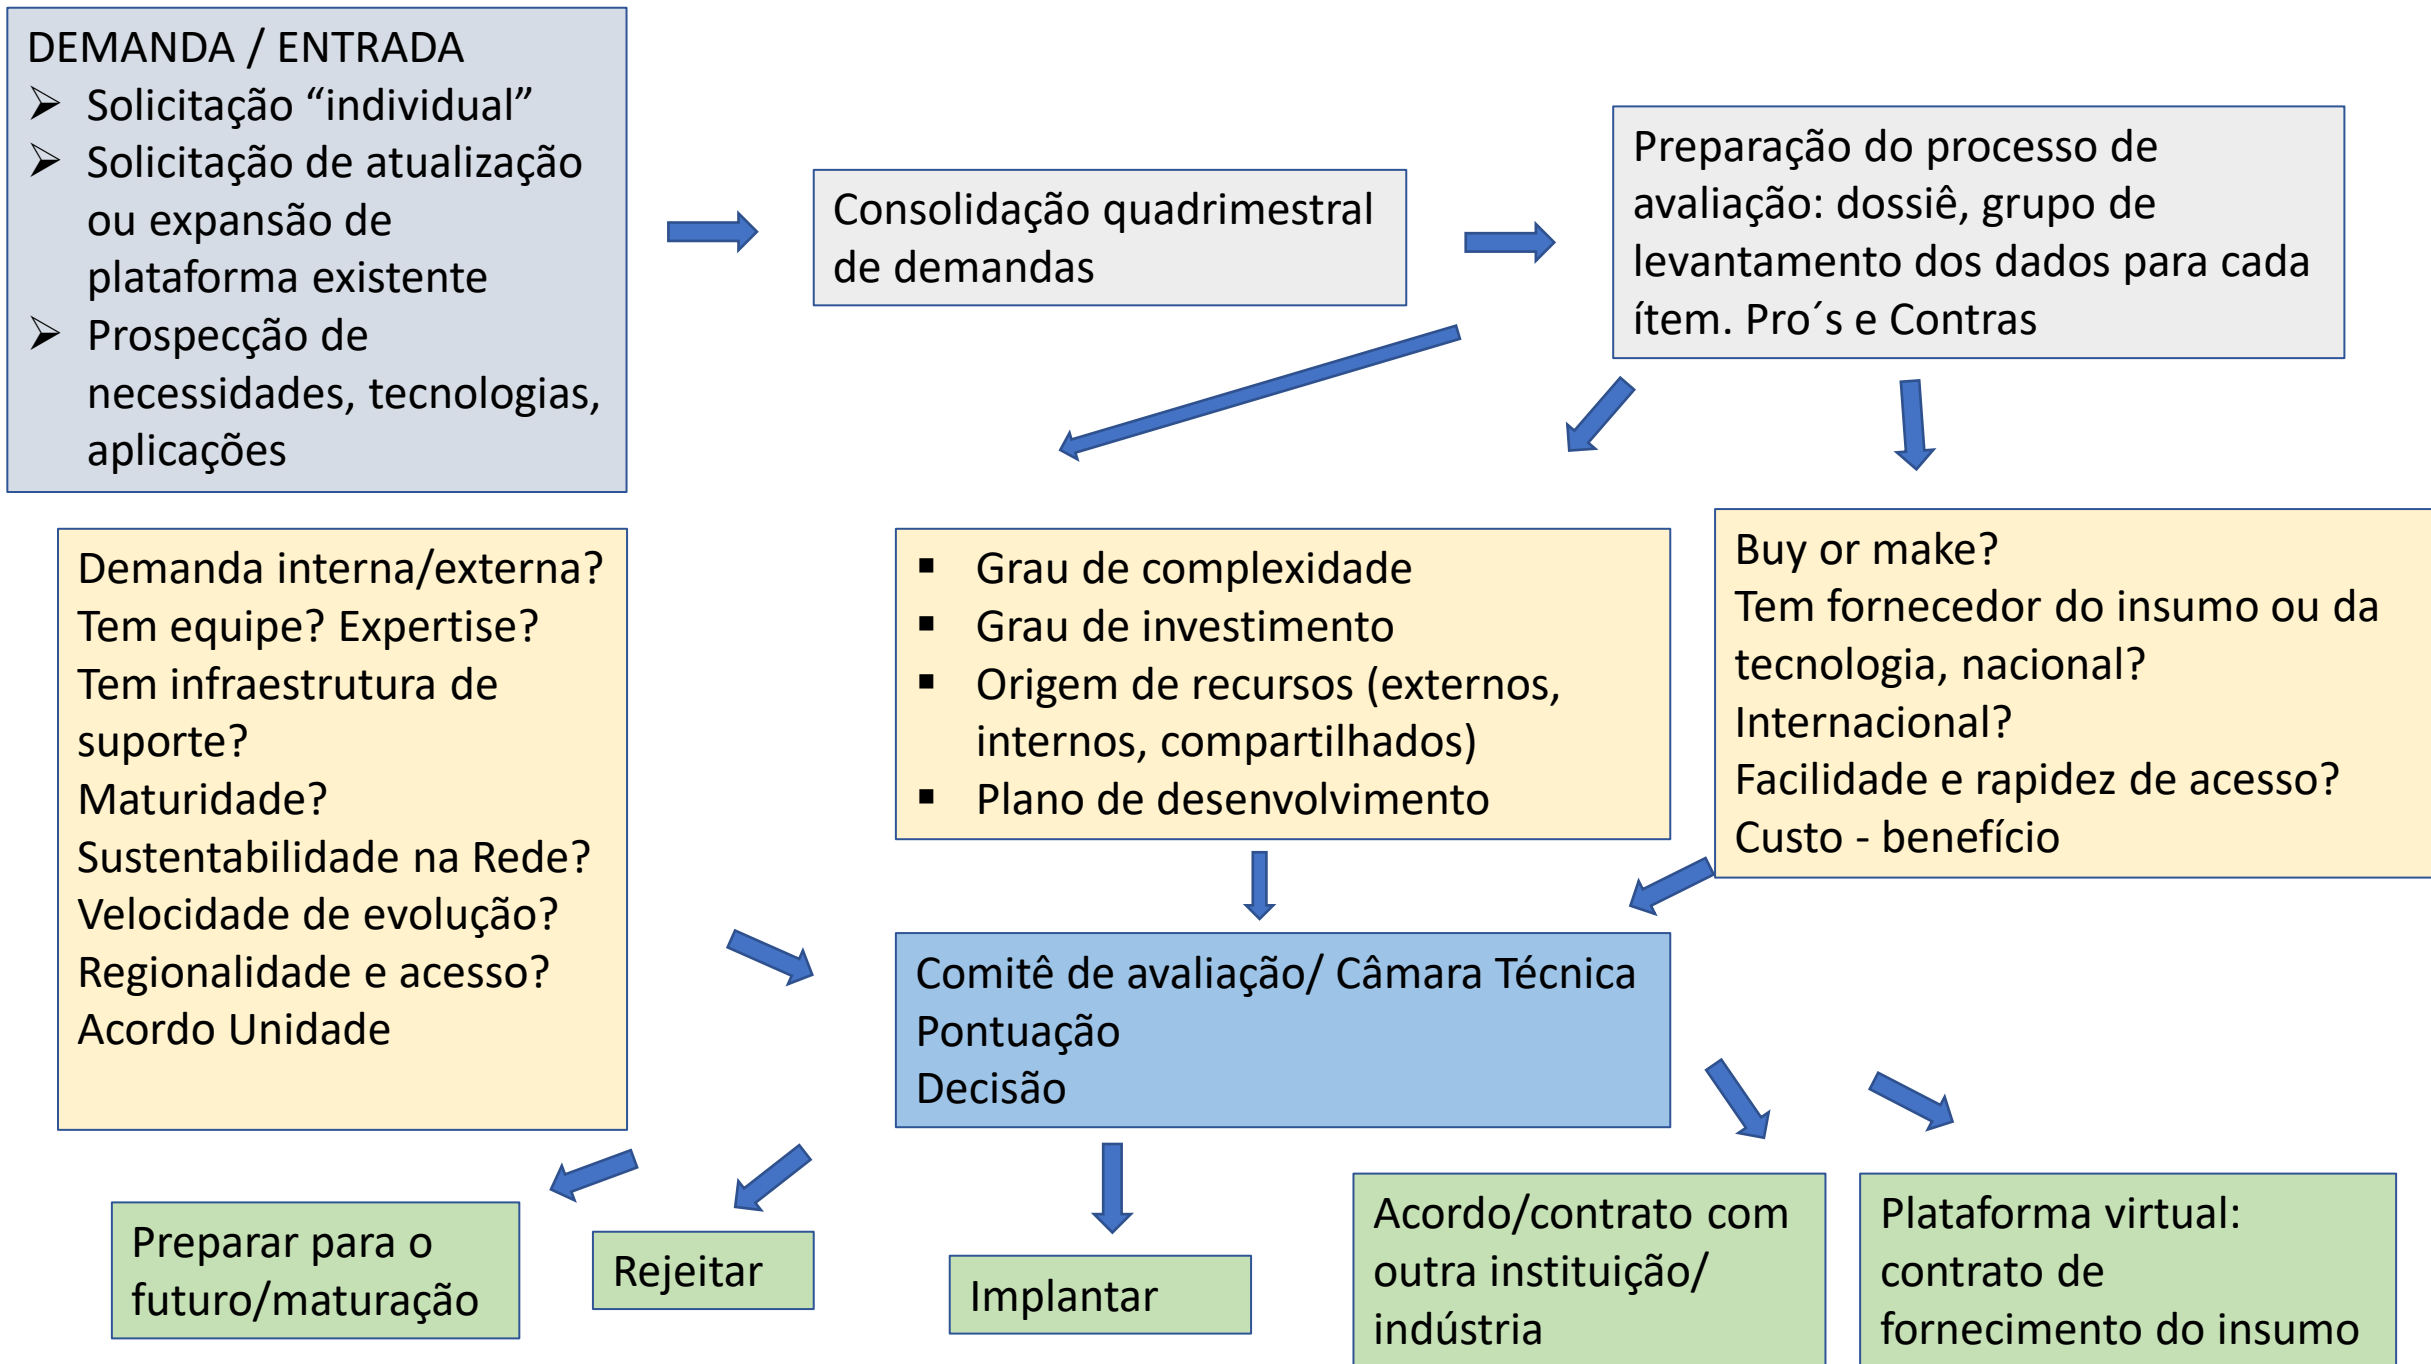 DEMANDA / ENTRADA
➢ Solicitação “individual”
➢ Solicitação de atualização
ou expansão de
plataforma existente
➢ Prospecção de
necessidades, tecnologias,
aplicações
Consolidação quadrimestral
de demandas
Preparação do processo de
avaliação: dossiê, grupo de
levantamento dos dados para cada
ítem. Pro´s e Contras
Demanda interna/externa?
Tem equipe? Expertise?
Tem infraestrutura de
suporte?
Maturidade?
Sustentabilidade na Rede?
Velocidade de evolução?
Regionalidade e acesso?
Acordo Unidade
▪ Grau de complexidade
▪ Grau de investimento
▪ Origem de recursos (externos,
internos, compartilhados)
▪ Plano de desenvolvimento
Buy or make?
Tem fornecedor do insumo ou da
tecnologia, nacional?
Internacional?
Facilidade e rapidez de acesso?
Custo - benefício
Comitê de avaliação/ Câmara Técnica
Pontuação
Decisão
Preparar para o
futuro/maturação
Rejeitar
Implantar
Acordo/contrato com
outra instituição/
indústria
Plataforma virtual:
contrato de
fornecimento do insumo